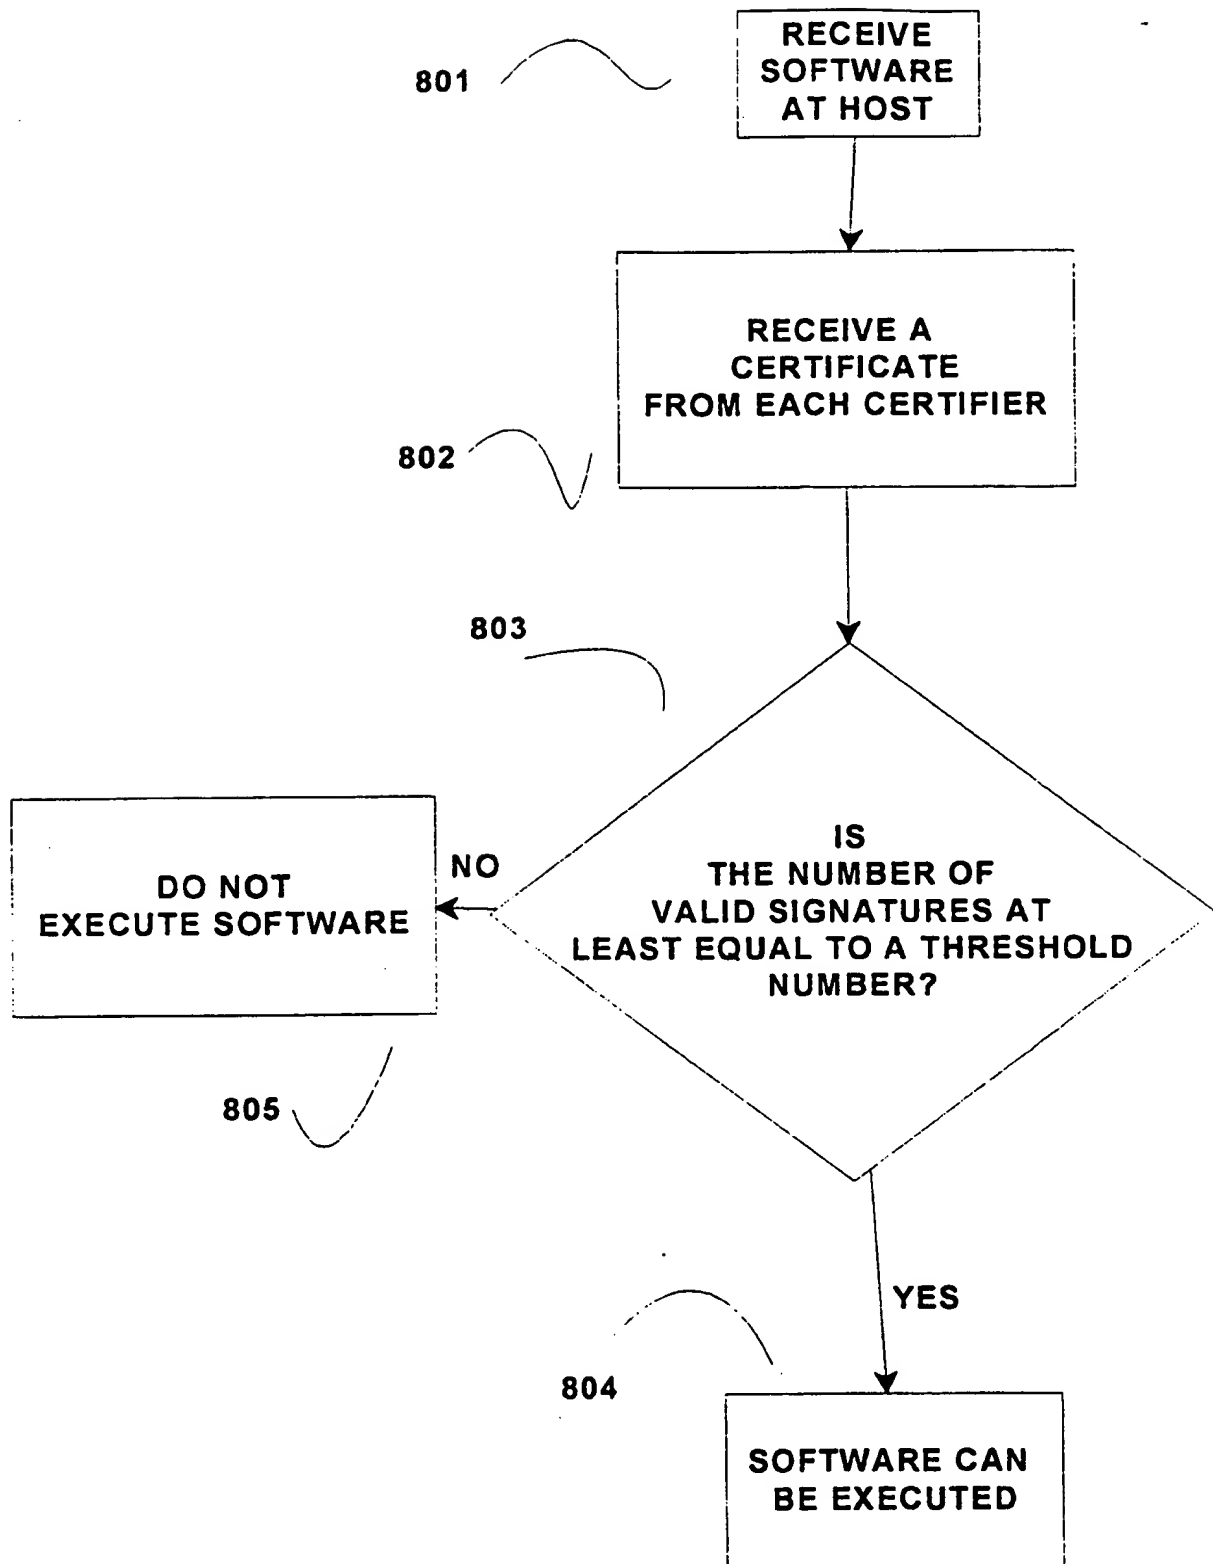 RECEIVE
SOFTWARE
AT HOST
801
RECEIVE A
CERTIFICATE
FROM EACH CERTIFIER
802
803
IS
THE NUMBER OF
VALID SIGNATURES AT
LEAST EQUAL TO A THRESHOLD
NUMBER?
NO
DO NOT
EXECUTE SOFTWARE
805
YES
804
SOFTWARE CAN
BE EXECUTED